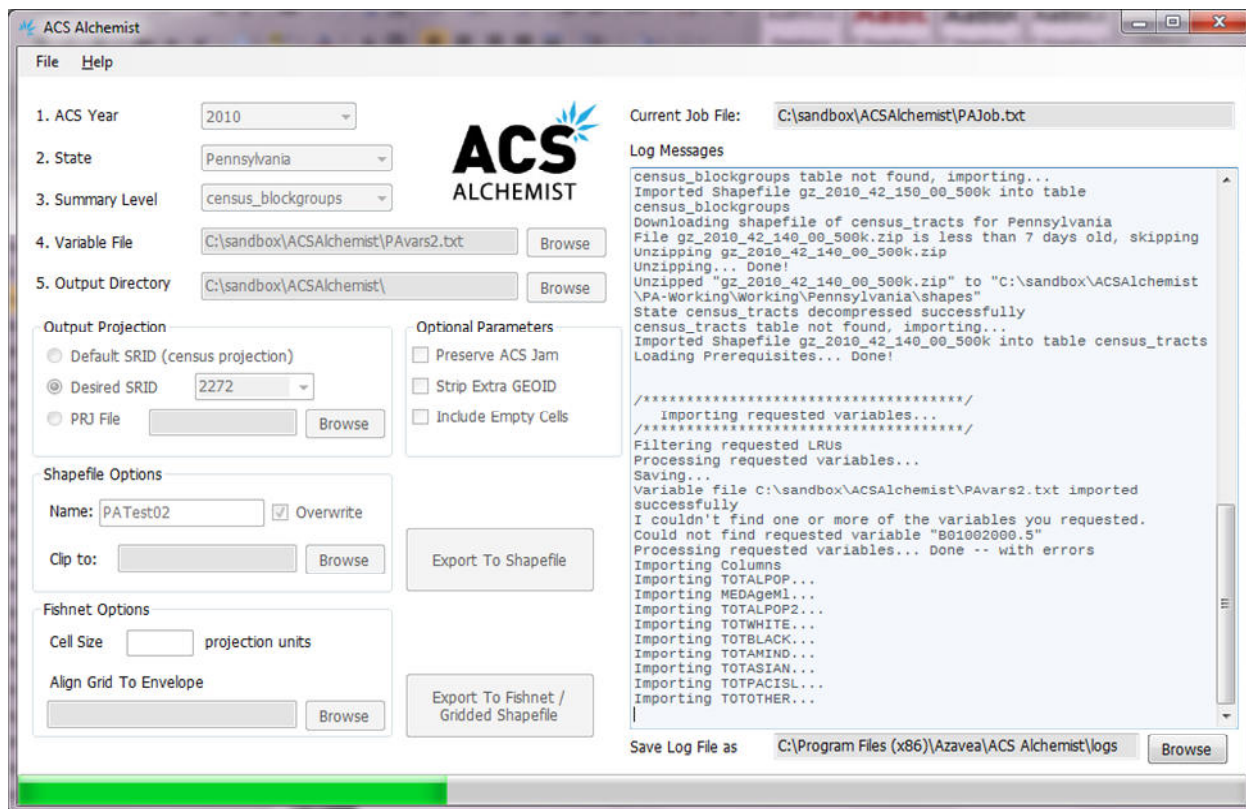 ACS Alchemist
File Help
1. ACS Year
2010
2. State
Pennsylvania
3. Summary Level
census_blockgroups
4. Variable File
C:\sandbox\ACSAlchemist\PAvars2.txt
Browse
5. Output Directory
C:\sandbox\ACSAlchemist\
Browse
ACS
ALCHEMIST
Output Projection
Default SRID (census projection)
Desired SRID
2272
PRJ File
Browse
Optional Parameters
Preserve ACS Jam
Strip Extra GEOID
Include Empty Cells
Shapefile Options
Name: PATest02
Overwrite
Clip to:
Browse
Export To Shapefile
Fishnet Options
Cell Size
projection units
Align Grid To Envelope
Browse
Export To Fishnet /
Gridded Shapefile
Current Job File:
C:\sandbox\ACSAlchemist\PAJob.txt
Log Messages
census_blockgroups table not found, importing...
Imported Shapefile gz_2010_42_150_00_500k into table
census_blockgroups
Downloading shapefile of census_tracts for Pennsylvania
File gz_2010_42_140_00_500k.zip is less than 7 days old, skipping
Unzipping gz_2010_42_140_00_500k.zip
Unzipping... Done!
Unzipped "gz_2010_42_140_00_500k.zip" to "C:\sandbox\ACSAlchemist
\PA-Working\Working\Pennsylvania\shapes"
State census_tracts decompressed successfully
census_tracts table not found, importing...
Imported Shapefile gz_2010_42_140_00_500k into table census_tracts
Loading Prerequisites... Done!
/*************************************/
Importing requested variables...
/*************************************/
Filtering requested LRUs
Processing requested variables...
Saving...
Variable file C:\sandbox\ACSAlchemist\PAvars2.txt imported
successfully
I couldn't find one or more of the variables you requested.
Could not find requested variable "B01002000.5"
Processing requested variables... Done -- with errors
Importing Columns
Importing TOTALPOP...
Importing MEDAgeMl...
Importing TOTALPOP2...
Importing TOTWHITE...
Importing TOTBLACK...
Importing TOTAMIND...
Importing TOTASIAN...
Importing TOTPACISL...
Importing TOTOTHER...
Save Log File as
C:\Program Files (x86)\Azavea\ACS Alchemist\logs
Browse